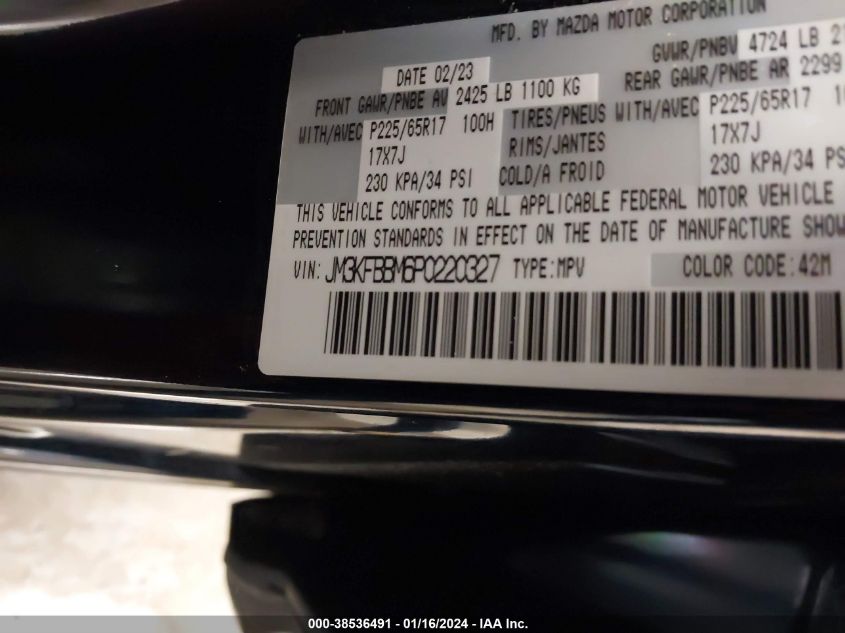 MFD. BY MAZDA MOTOR CORPORATION
DATE 02/23 GVWR/PNBV 4724 LB
FRONT GAWR/PNBE AV 2425 LB 1100 KG REAR GAWR/PNBE AR 2299
WITH/AVEC P225/65R17 100H TIRES/PNEUS WITH/AVEC P225/65R17
17X7J RIMS/JANTES 17X7J
230 KPA/34 PSI COLD/A FROID 230 KPA/34 PS
THIS VEHICLE CONFORMS TO ALL APPLICABLE FEDERAL MOTOR VEHICLE
PREVENTION STANDARDS IN EFFECT ON THE DATE OF MANUFACTURE SHOW
VIN: JM3KFBBM6P0220327 TYPE:MPV COLOR CODE:42M
000-38536491 - 01/16/2024 - IAA Inc.